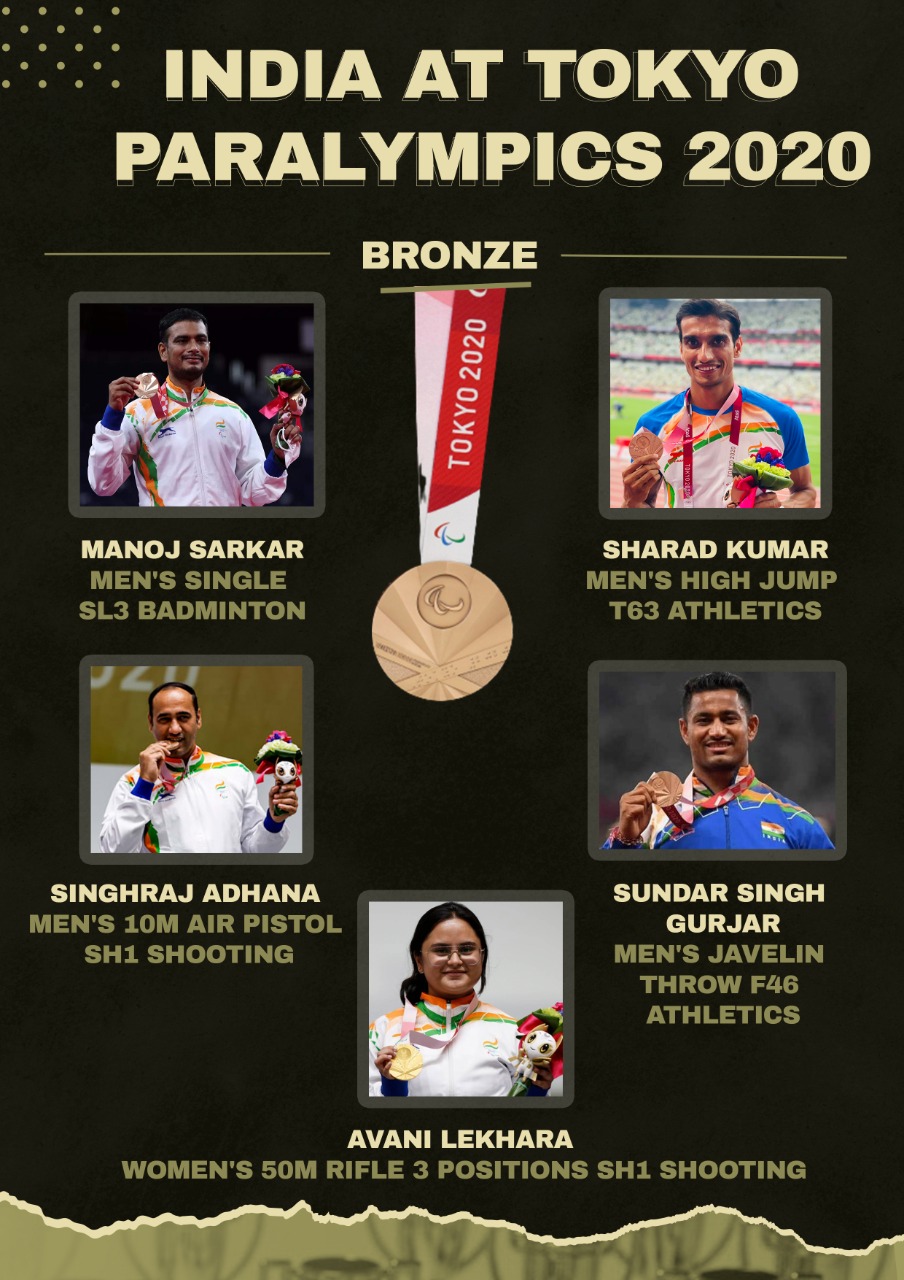 INDIA AT TOKYO
PARALYMPICS 2020
BRONZE
TOKYO 2020
MANOJ SARKAR
MEN'S SINGLE
SL3 BADMINTON
SHARAD KUMAR
MEN'S HIGH JUMP
T63 ATHLETICS
SINGHRAJ ADHANA
MEN'S 10M AIR PISTOL
SH1 SHOOTING
SUNDAR SINGH
GURJAR
MEN'S JAVELIN
THROW F46
ATHLETICS
AVANI LEKHARA
WOMEN'S 50M RIFLE 3 POSITIONS SH1 SHOOTING